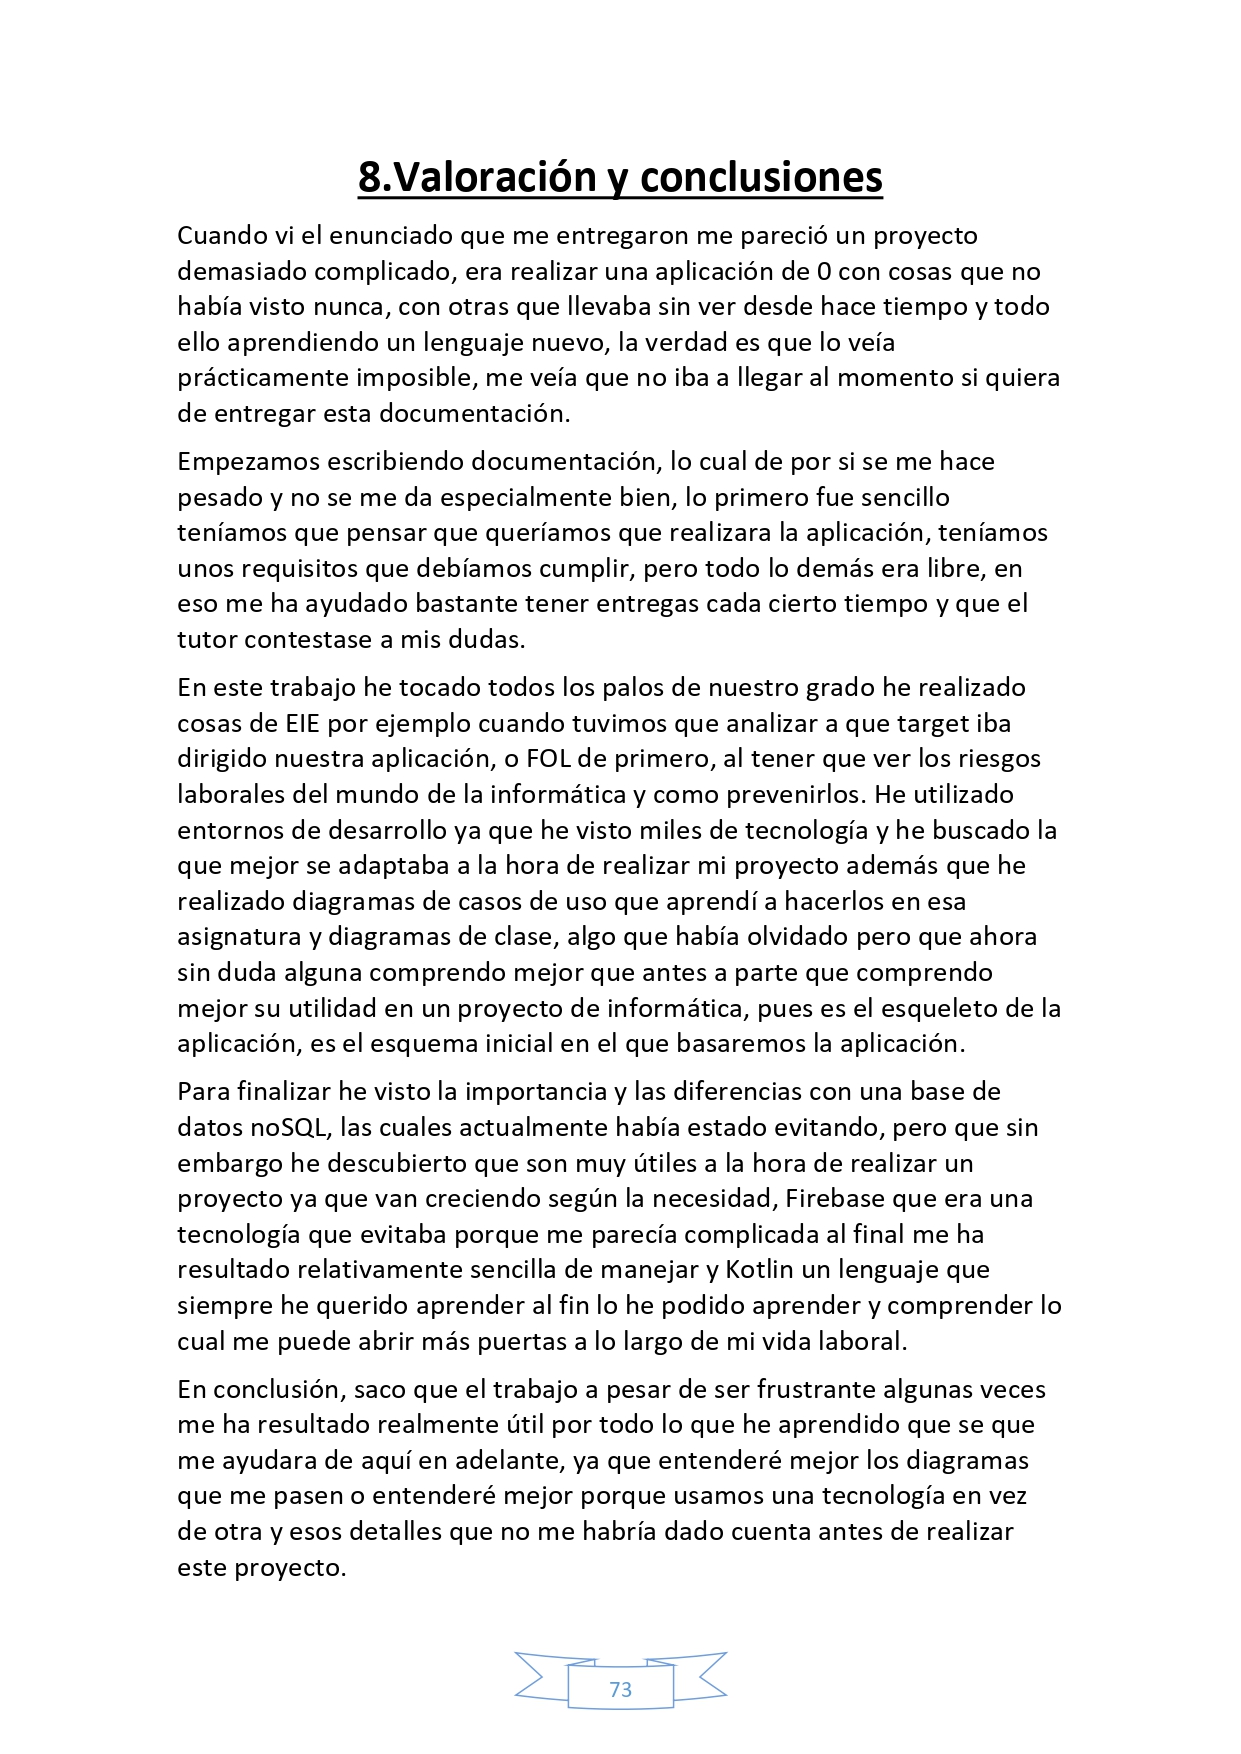 8.Valoración y conclusiones
Cuando vi el enunciado que me entregaron me pareció un proyecto
demasiado complicado, era realizar una aplicación de 0 con cosas que no
había visto nunca, con otras que llevaba sin ver desde hace tiempo y todo
ello aprendiendo un lenguaje nuevo, la verdad es que lo veía
prácticamente imposible, me veía que no iba a llegar al momento si quiera
de entregar esta documentación.
Empezamos escribiendo documentación, lo cual de por si se me hace
pesado y no se me da especialmente bien, lo primero fue sencillo
teníamos que pensar que queríamos que realizara la aplicación, teníamos
unos requisitos que debíamos cumplir, pero todo lo demás era libre, en
eso me ha ayudado bastante tener entregas cada cierto tiempo y que el
tutor contestase a mis dudas.
En este trabajo he tocado todos los palos de nuestro grado he realizado
cosas de EIE por ejemplo cuando tuvimos que analizar a que target iba
dirigido nuestra aplicación, o FOL de primero, al tener que ver los riesgos
laborales del mundo de la informática y como prevenirlos. He utilizado
entornos de desarrollo ya que he visto miles de tecnología y he buscado la
que mejor se adaptaba a la hora de realizar mi proyecto además que he
realizado diagramas de casos de uso que aprendí a hacerlos en esa
asignatura y diagramas de clase, algo que había olvidado pero que ahora
sin duda alguna comprendo mejor que antes a parte que comprendo
mejor su utilidad en un proyecto de informática, pues es el esqueleto de la
aplicación, es el esquema inicial en el que basaremos la aplicación.
Para finalizar he visto la importancia y las diferencias con una base de
datos noSQL, las cuales actualmente había estado evitando, pero que sin
embargo he descubierto que son muy útiles a la hora de realizar un
proyecto ya que van creciendo según la necesidad, Firebase que era una
tecnología que evitaba porque me parecía complicada al final me ha
resultado relativamente sencilla de manejar y Kotlin un lenguaje que
siempre he querido aprender al fin lo he podido aprender y comprender lo
cual me puede abrir más puertas a lo largo de mi vida laboral.
En conclusión, saco que el trabajo a pesar de ser frustrante algunas veces
me ha resultado realmente útil por todo lo que he aprendido que se que
me ayudara de aquí en adelante, ya que entenderé mejor los diagramas
que me pasen o entenderé mejor porque usamos una tecnología en vez
de otra y esos detalles que no me habría dado cuenta antes de realizar
este proyecto.
73